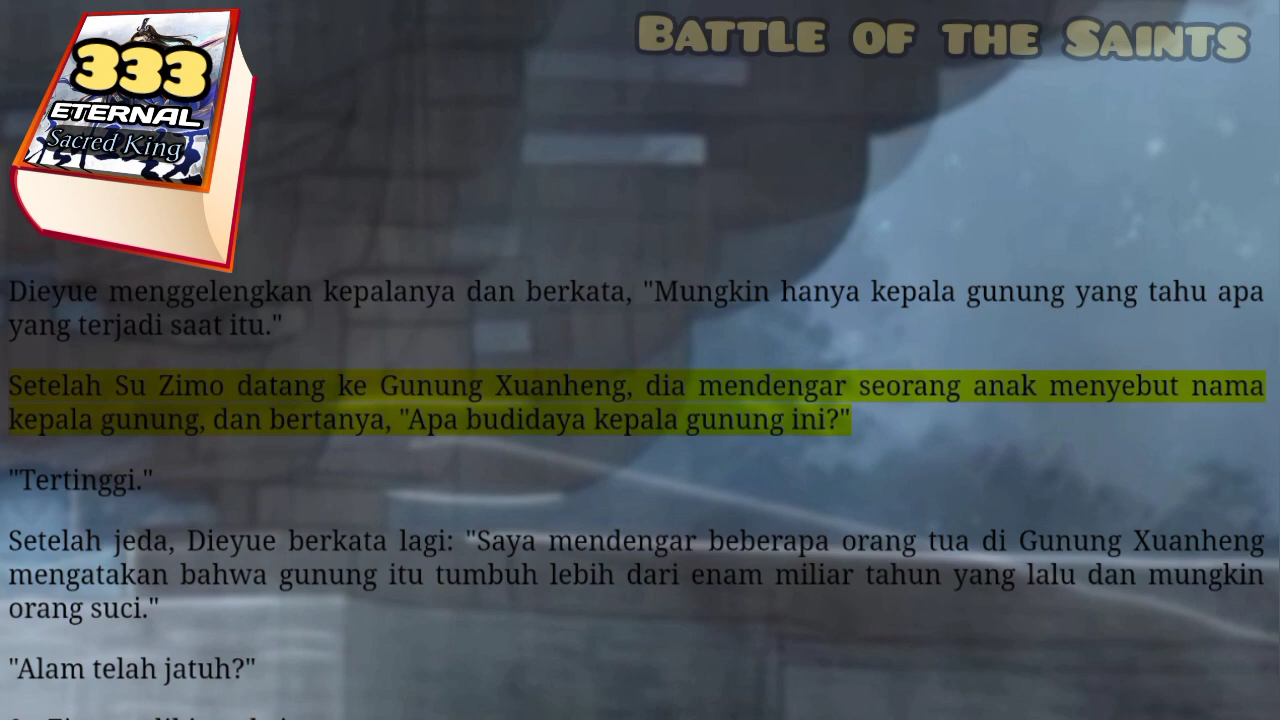 BATTLE OF THE SAINTS
333
ETERNAL
Sacred King
Dieyue menggelengkan kepalanya dan berkata, "Mungkin hanya kepala gunung yang tahu apa
yang terjadi saat itu."
Setelah Su Zimo datang ke Gunung Xuanheng, dia mendengar seorang anak menyebut nama
kepala gunung, dan bertanya, "Apa budidaya kepala gunung ini?"
"Tertinggi."
Setelah jeda, Dieyue berkata lagi: "Saya mendengar beberapa orang tua di Gunung Xuanheng
mengatakan bahwa gunung itu tumbuh lebih dari enam miliar tahun yang lalu dan mungkin
orang suci."
"Alam telah jatuh?"